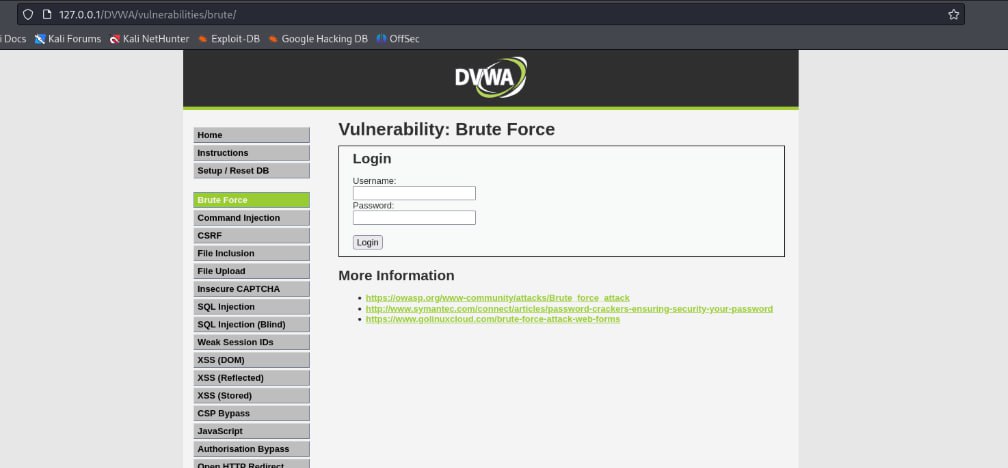 127.0.0.1/DVWA/vulnerabilities/brute/
i Docs Kali Forums Kali NetHunter Exploit-DB Google Hacking DB OffSec
DVWA
Home
Instructions
Setup / Reset DB
Brute Force
Command Injection
CSRF
File Inclusion
File Upload
Insecure CAPTCHA
SQL Injection
SQL Injection (Blind)
Weak Session IDs
XSS (DOM)
XSS (Reflected)
XSS (Stored)
CSP Bypass
JavaScript
Authorisation Bypass
Open HTTP Redirect
Vulnerability: Brute Force
Login
Username:
Password:
Login
More Information
https://owasp.org/www-community/attacks/Brute_force_attack
http://www.symantec.com/connect/articles/password-crackers-ensuring-security-your-password
https://www.golinuxcloud.com/brute-force-attack-web-forms